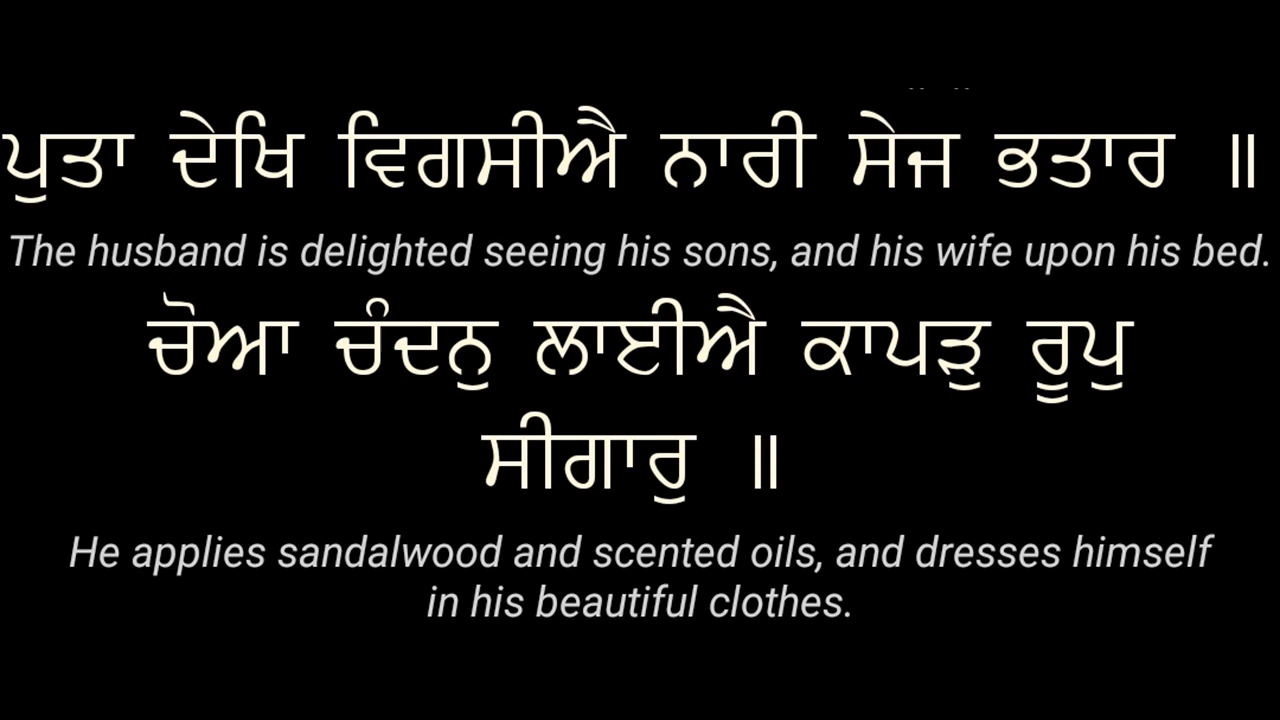 ਪੁਤਾ ਦੇਖਿ ਵਿਗਸੀਐ ਨਾਰੀ ਸੇਜ ਭਤਾਰ ॥
The husband is delighted seeing his sons, and his wife upon his bed.
ਚੋਆ ਚੰਦਨੁ ਲਾਈਐ ਕਾਪੜੁ ਰੂਪੁ
ਸੀਗਾਰੁ ॥
He applies sandalwood and scented oils, and dresses himself
in his beautiful clothes.